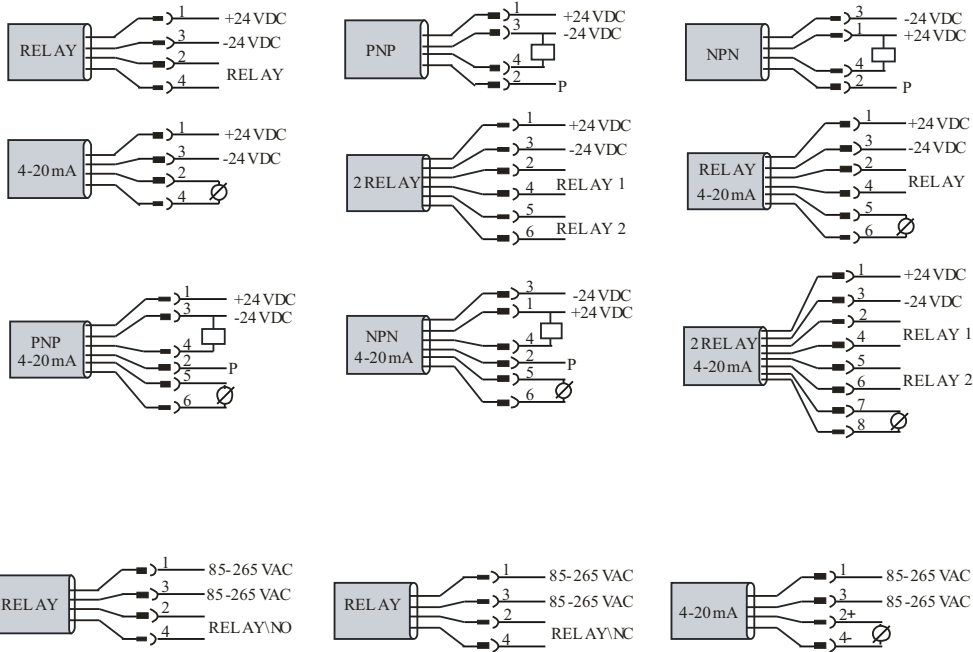 RELAY
1 +24 VDC
3 -24 VDC
2
RELAY
4
PNP
1 +24 VDC
3 -24 VDC
4
2 P
NPN
3 -24 VDC
1 +24 VDC
4
2 P
4-20mA
1 +24 VDC
3 -24 VDC
2
4
2 RELAY
1 +24 VDC
3 -24 VDC
2
4 RELAY 1
5
6 RELAY 2
RELAY
4-20mA
1 +24 VDC
3 -24 VDC
2
RELAY
4
5
6
PNP
4-20mA
1 +24 VDC
3 -24 VDC
4
2 P
5
6
NPN
4-20mA
3 -24 VDC
1 +24 VDC
4
2 P
5
6
2 RELAY
4-20mA
1 +24 VDC
3 -24 VDC
2
RELAY 1
4
5
RELAY 2
6
7
8
RELAY
1 85-265 VAC
3 85-265 VAC
2
RELAY\NO
4
RELAY
1 85-265 VAC
3 85-265 VAC
2
RELAY\NC
4
4-20mA
1 85-265 VAC
3 85-265 VAC
2+
4-